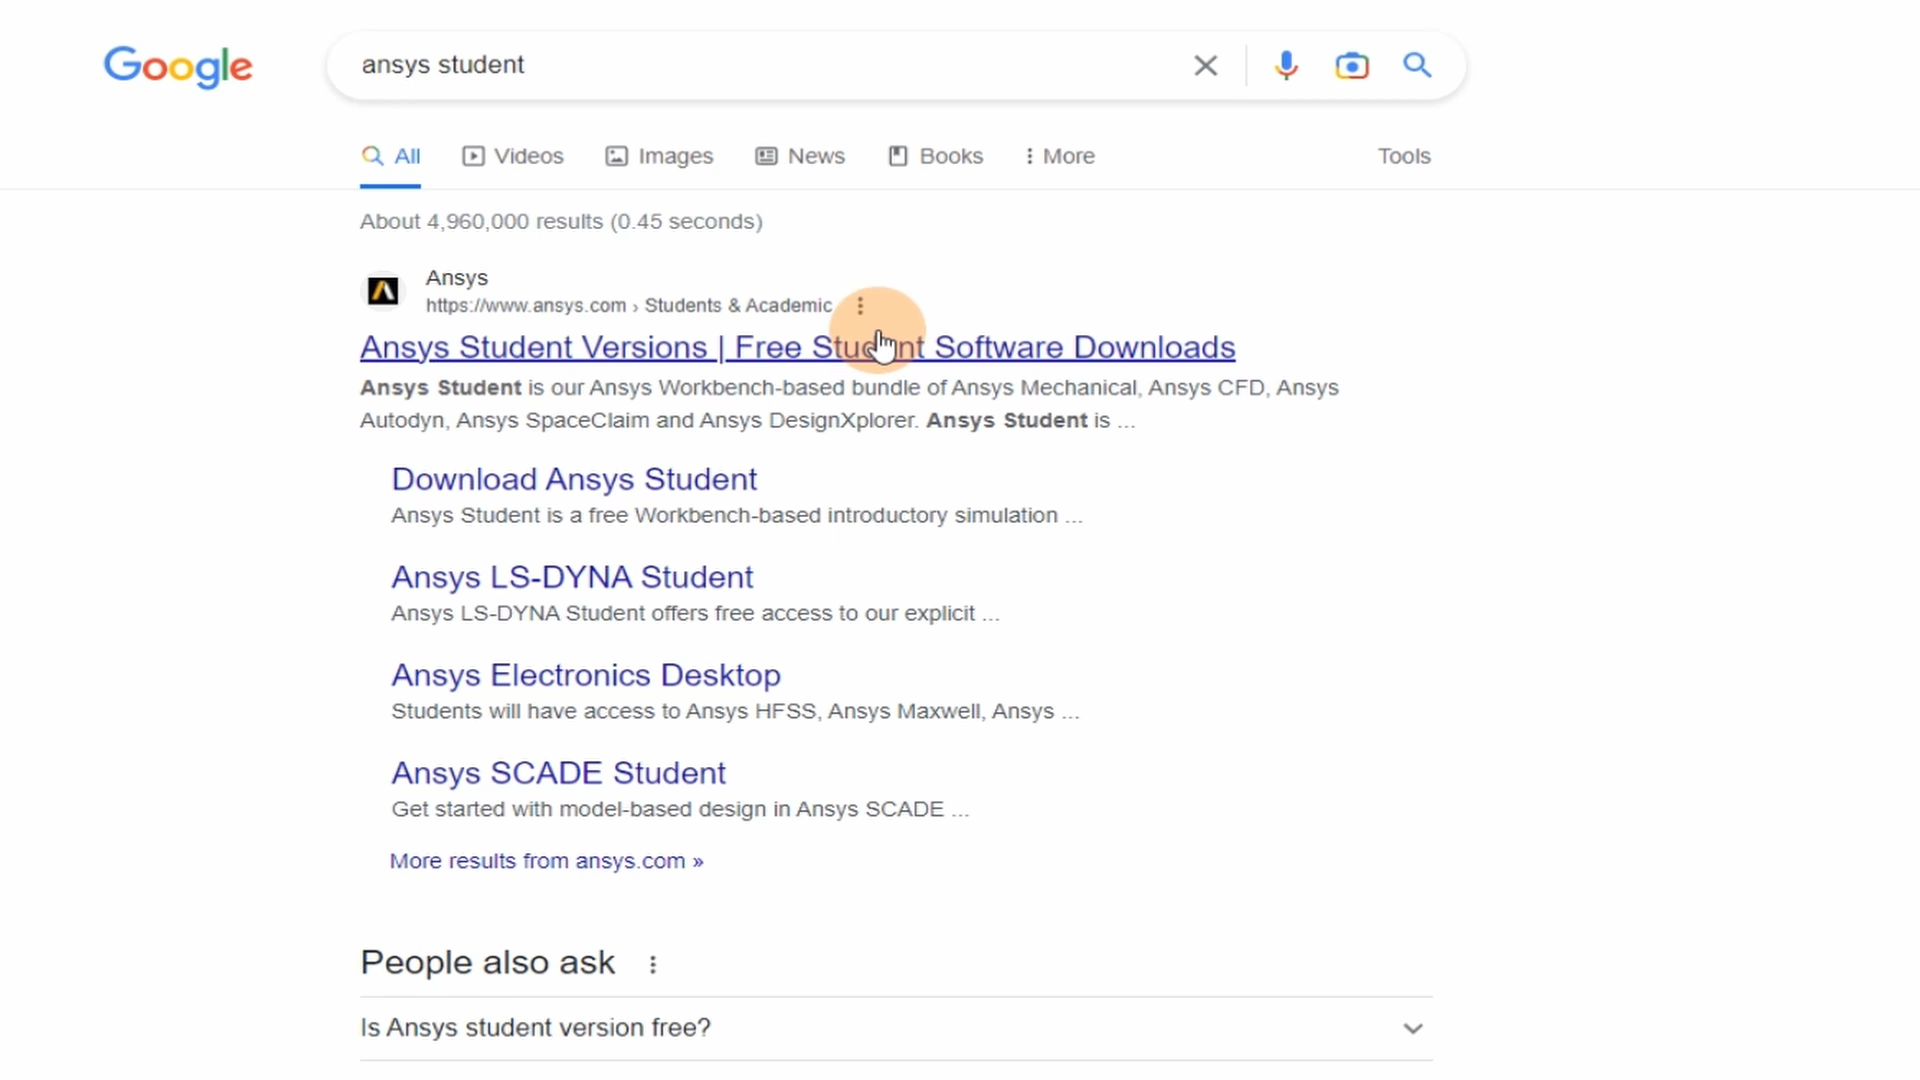 Google
ansys student
All Videos Images News Books More Tools
About 4,960,000 results (0.45 seconds)
Ansys
https://www.ansys.com › Students & Academic
Ansys Student Versions | Free Student Software Downloads
Ansys Student is our Ansys Workbench-based bundle of Ansys Mechanical, Ansys CFD, Ansys
Autodyn, Ansys SpaceClaim and Ansys DesignXplorer. Ansys Student is ...
Download Ansys Student
Ansys Student is a free Workbench-based introductory simulation ...
Ansys LS-DYNA Student
Ansys LS-DYNA Student offers free access to our explicit ...
Ansys Electronics Desktop
Students will have access to Ansys HFSS, Ansys Maxwell, Ansys ...
Ansys SCADE Student
Get started with model-based design in Ansys SCADE ...
More results from ansys.com »
People also ask
Is Ansys student version free?